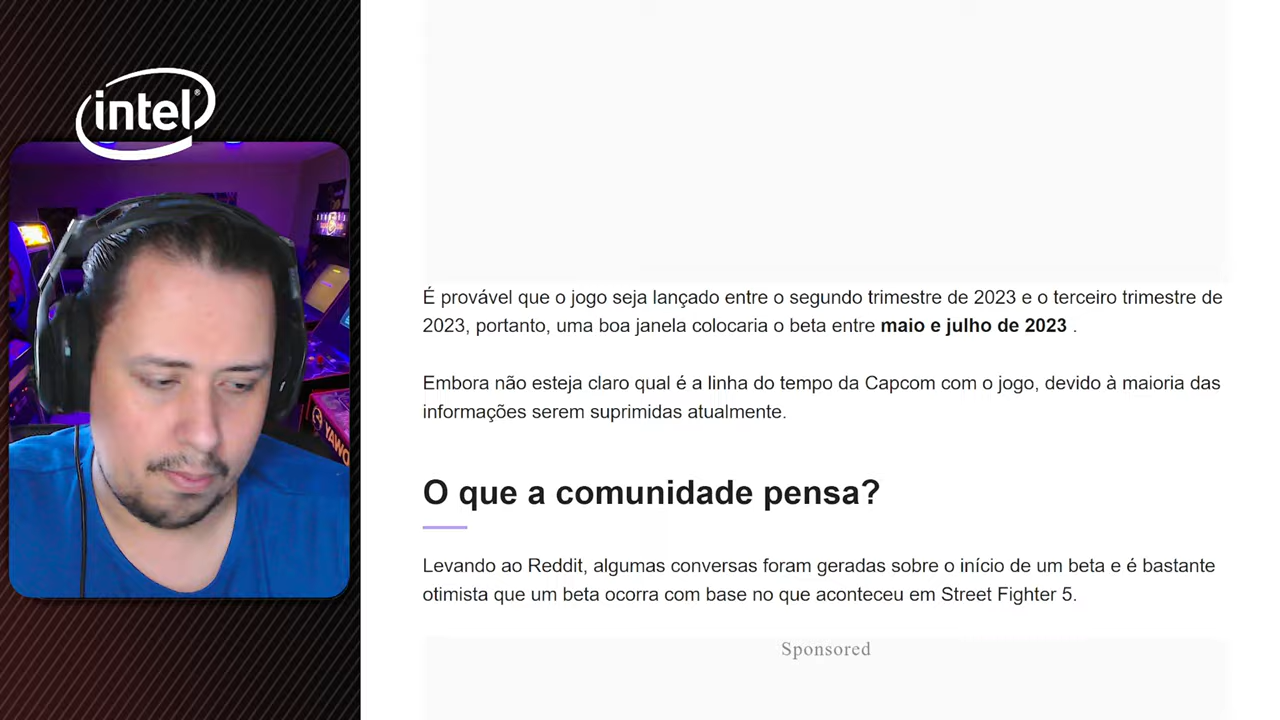 intel
É provável que o jogo seja lançado entre o segundo trimestre de 2023 e o terceiro trimestre de
2023, portanto, uma boa janela colocaria o beta entre maio e julho de 2023 .
Embora não esteja claro qual é a linha do tempo da Capcom com o jogo, devido à maioria das
informações serem suprimidas atualmente.
O que a comunidade pensa?
Levando ao Reddit, algumas conversas foram geradas sobre o início de um beta e é bastante
otimista que um beta ocorra com base no que aconteceu em Street Fighter 5.
Sponsored